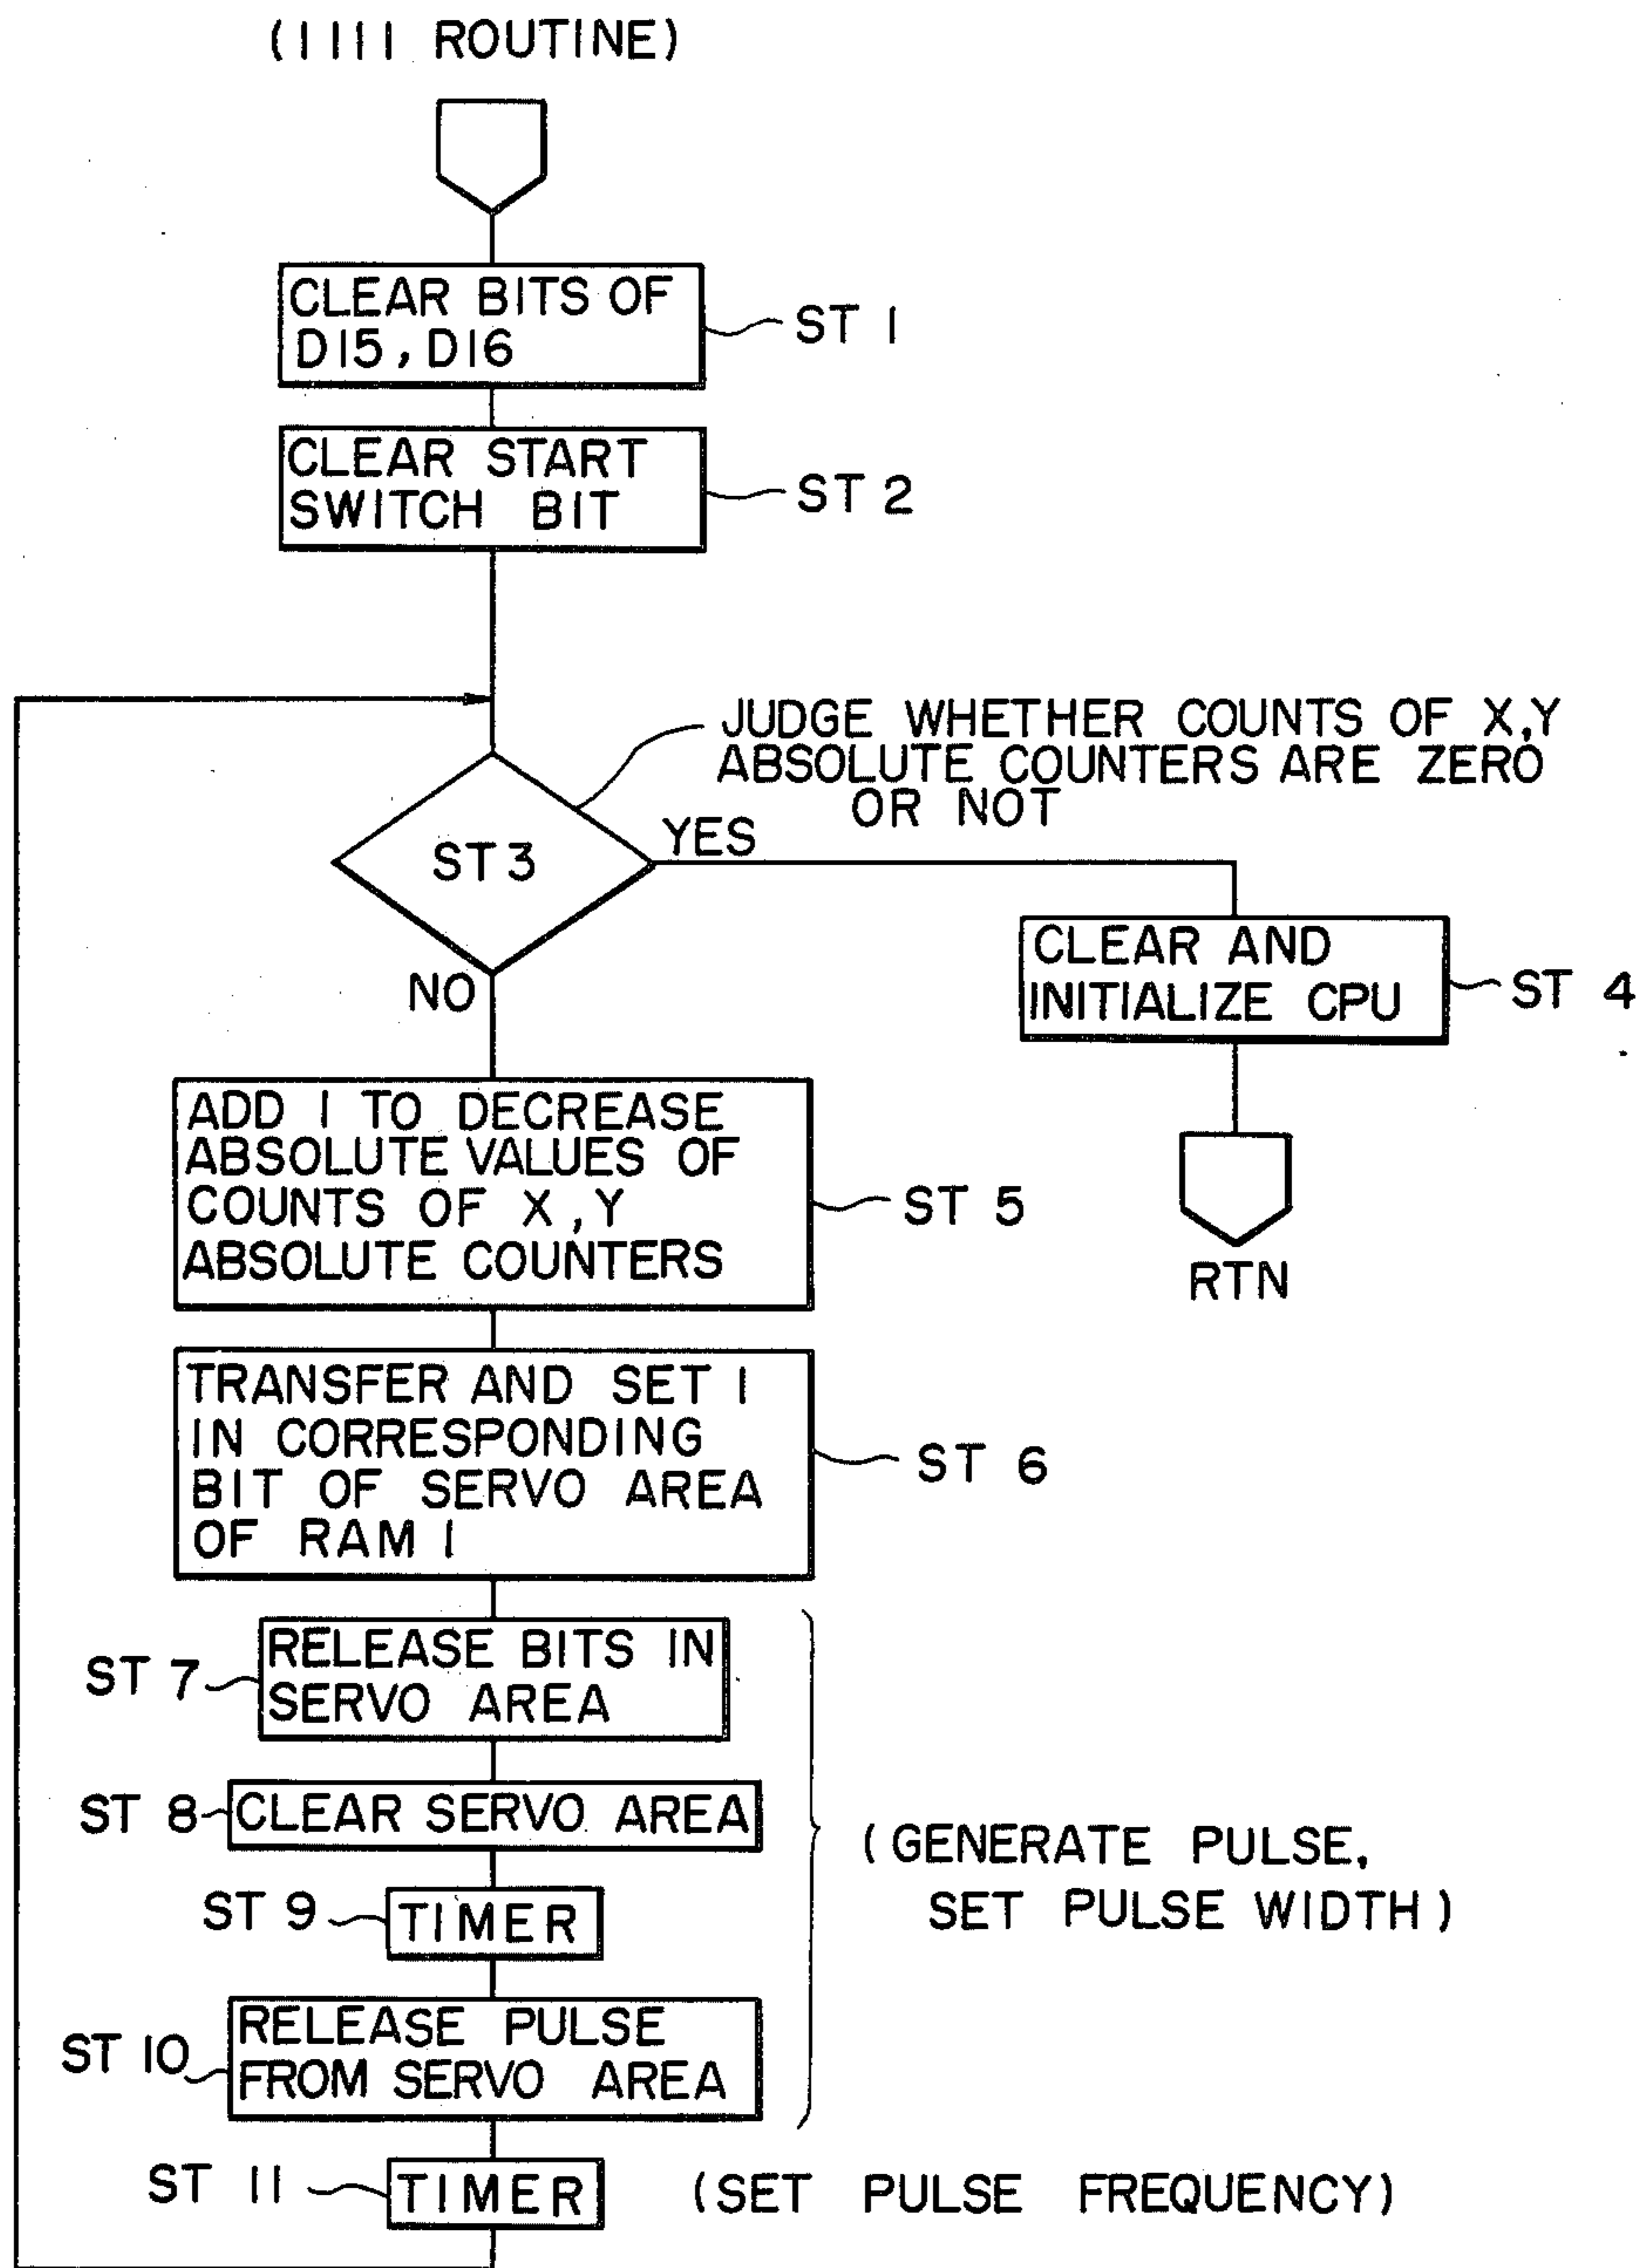 (1111 ROUTINE)
CLEAR BITS OF
D15, D16
ST 1
CLEAR START
SWITCH BIT
ST 2
JUDGE WHETHER COUNTS OF X,Y
ABSOLUTE COUNTERS ARE ZERO
OR NOT
ST 3
YES
NO
CLEAR AND
INITIALIZE CPU
ST 4
RTN
ADD 1 TO DECREASE
ABSOLUTE VALUES OF
COUNTS OF X, Y
ABSOLUTE COUNTERS
ST 5
TRANSFER AND SET 1
IN CORRESPONDING
BIT OF SERVO AREA
OF RAM 1
ST 6
ST 7
RELEASE BITS IN
SERVO AREA
ST 8
CLEAR SERVO AREA
ST 9
TIMER
ST 10
RELEASE PULSE
FROM SERVO AREA
(GENERATE PULSE,
SET PULSE WIDTH)
ST 11
TIMER
(SET PULSE FREQUENCY)